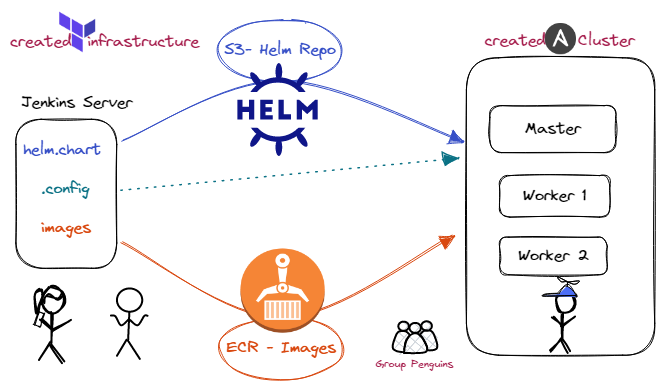 created infrastructure
S3- Helm Repo
HELM
created A Cluster
Jenkins Server
helm.chart
.config
images
Master
Worker 1
Worker 2
ECR - Images
Group Penguins